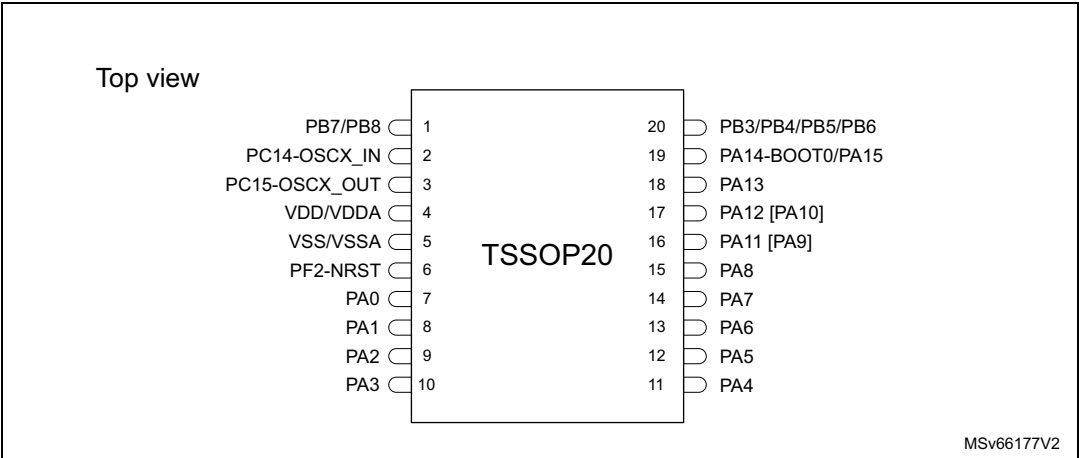 Top view
PB7/PB8 1 20 PB3/PB4/PB5/PB6
PC14-OSCX_IN 2 19 PA14-BOOT0/PA15
PC15-OSCX_OUT 3 18 PA13
VDD/VDDA 4 17 PA12 [PA10]
VSS/VSSA 5 16 PA11 [PA9]
TSSOP20
PF2-NRST 6 15 PA8
PA0 7 14 PA7
PA1 8 13 PA6
PA2 9 12 PA5
PA3 10 11 PA4
MSv66177V2